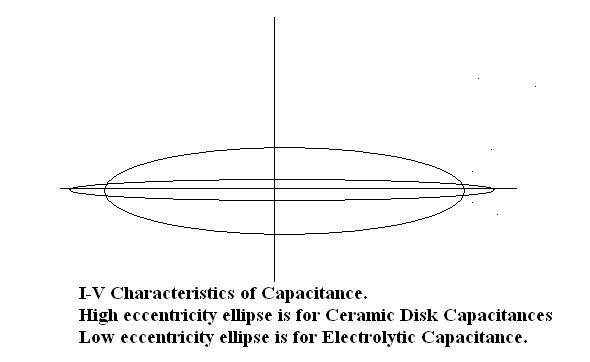 I-V Characteristics of Capacitance.
High eccentricity ellipse is for Ceramic Disk Capacitances
Low eccentricity ellipse is for Electrolytic Capacitance.